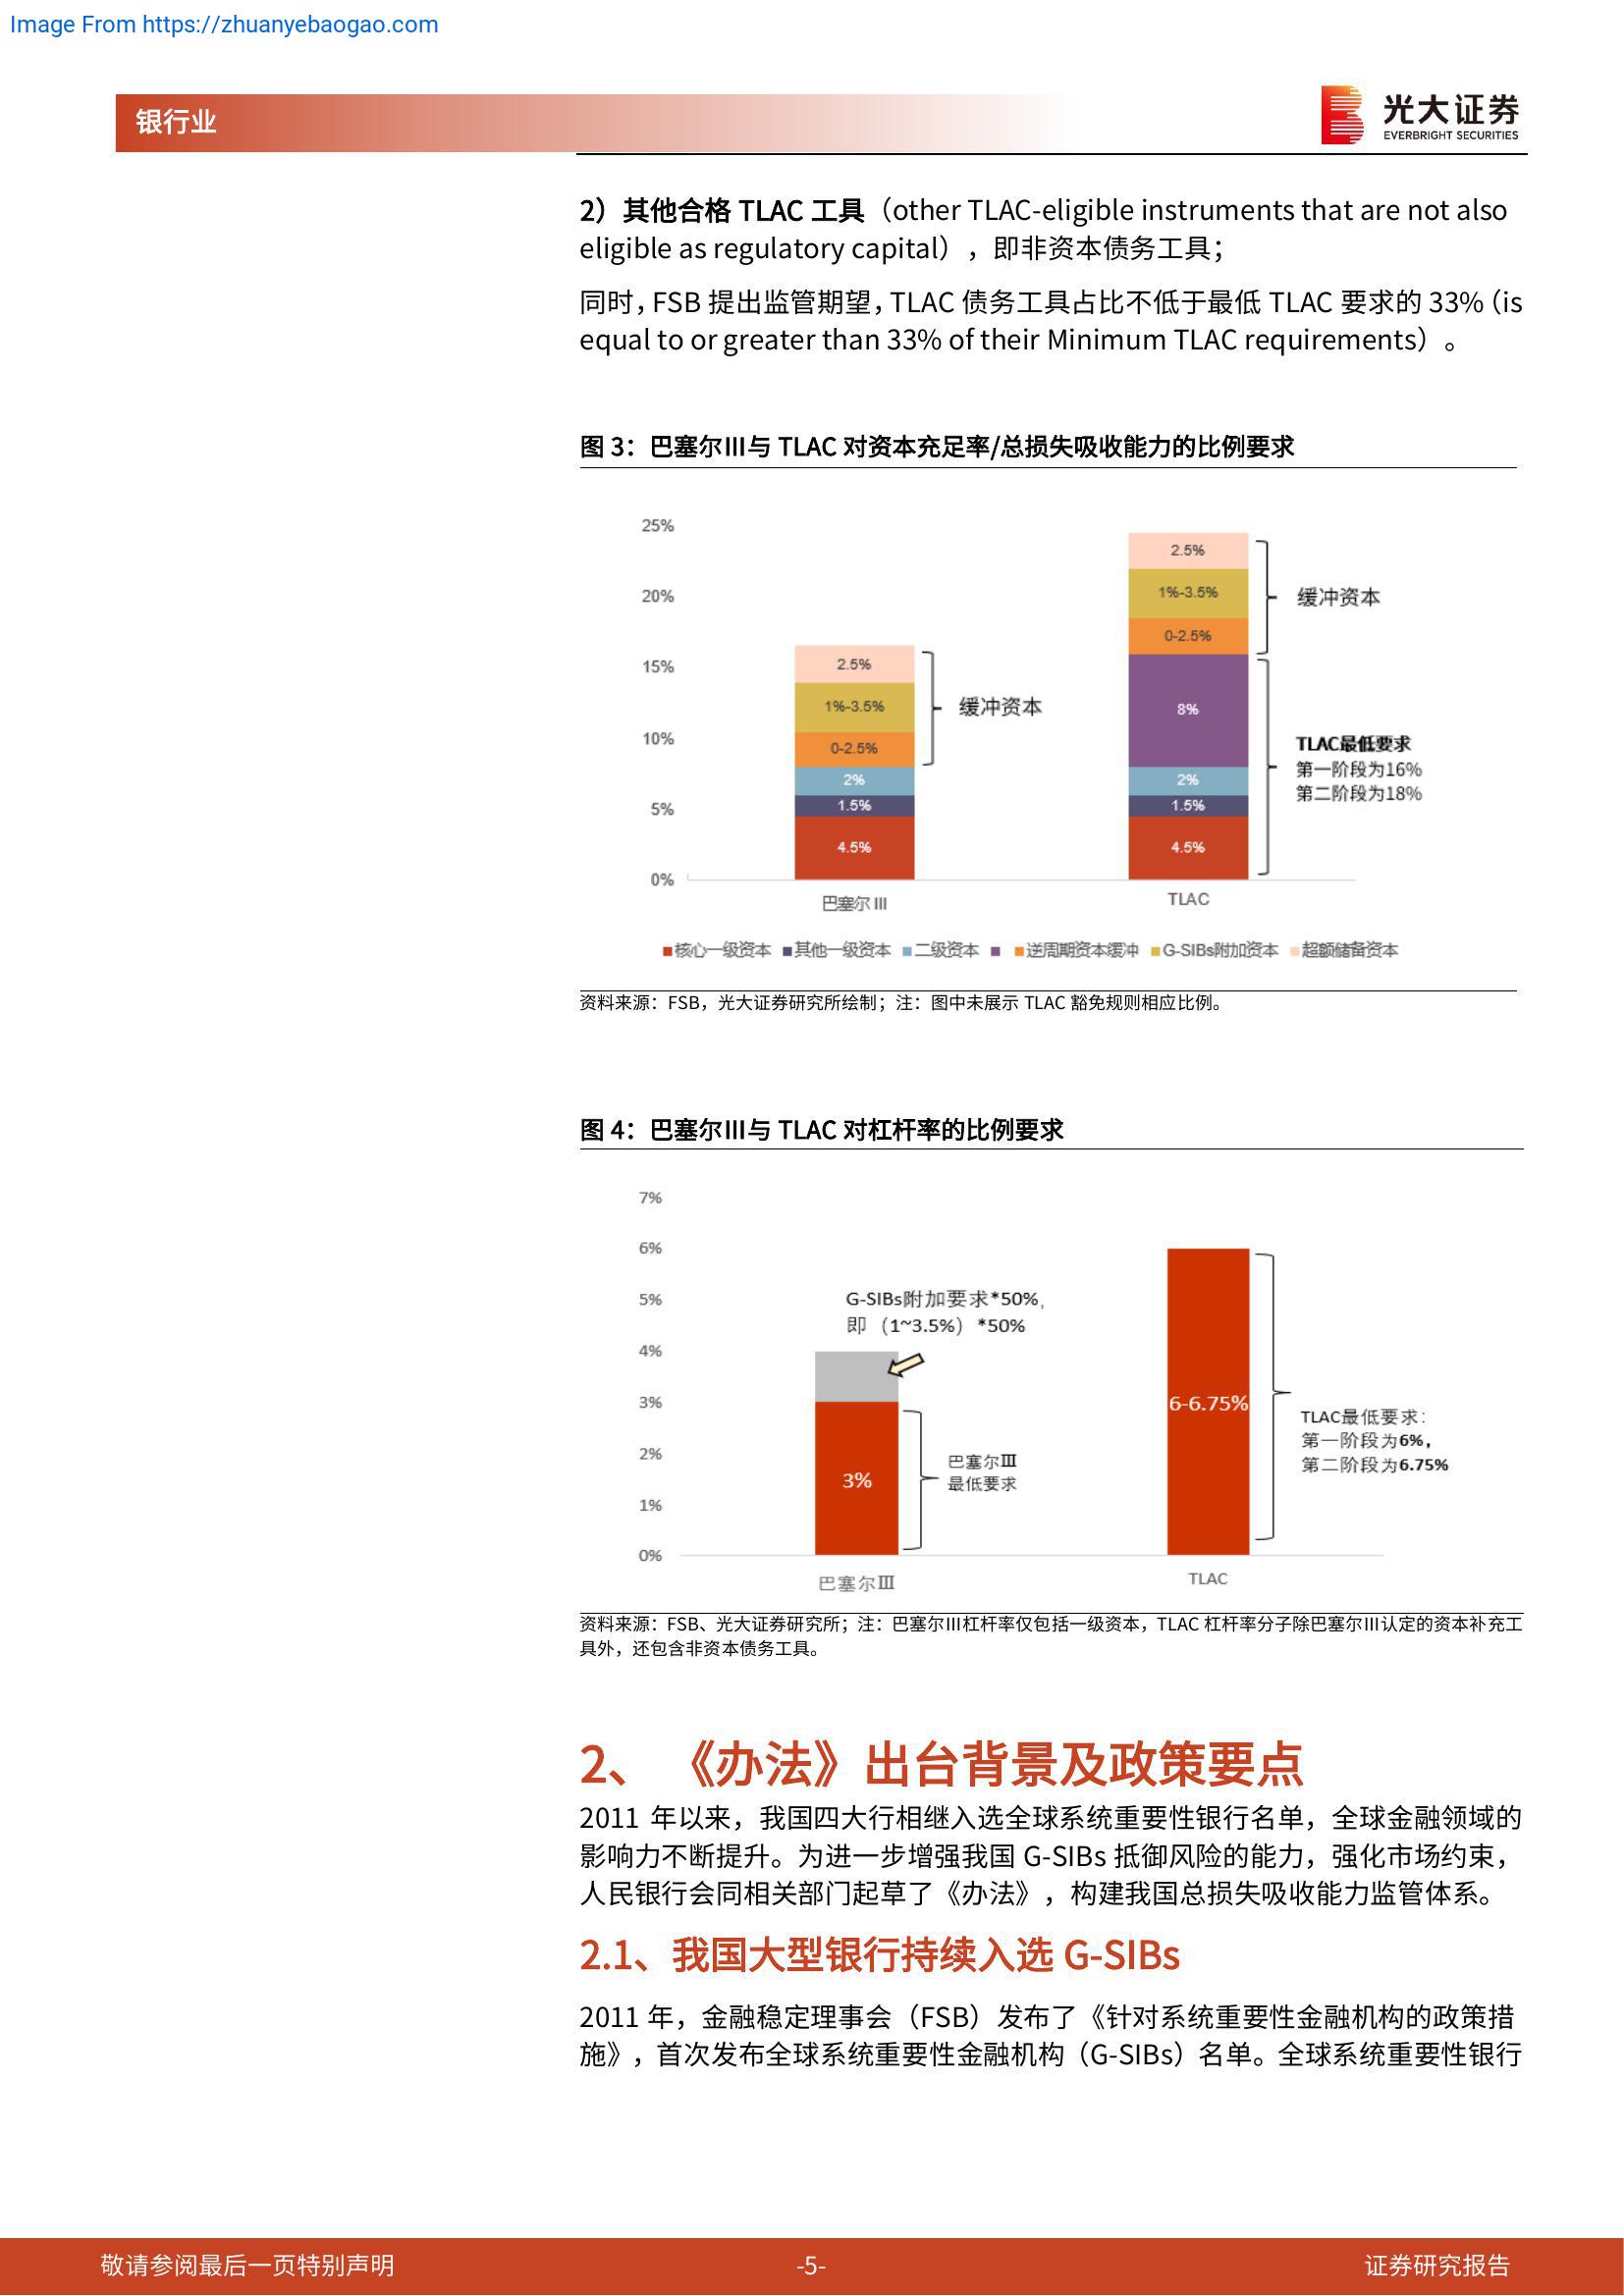 Image From https://zhuanyebaogao.com
银行业
光大证券
EVERBRIGHT SECURITIES
2）其他合格 TLAC 工具（other TLAC-eligible instruments that are not also
eligible as regulatory capital），即非资本债务工具；
同时，FSB 提出监管期望，TLAC 债务工具占比不低于最低 TLAC 要求的 33%（is
equal to or greater than 33% of their Minimum TLAC requirements）。
图 3：巴塞尔Ⅲ与 TLAC 对资本充足率/总损失吸收能力的比例要求
25%
20%
15%
10%
5%
0%
2.5%
1%-3.5%
0-2.5%
2%
1.5%
4.5%
缓冲资本
巴塞尔 III
2.5%
1%-3.5%
0-2.5%
8%
2%
1.5%
4.5%
缓冲资本
TLAC最低要求
第一阶段为16%
第二阶段为18%
TLAC
核心一级资本 其他一级资本 二级资本 逆周期资本缓冲 G-SIBs附加资本 超额储备资本
资料来源：FSB，光大证券研究所绘制；注：图中未展示 TLAC 豁免规则相应比例。
图 4：巴塞尔Ⅲ与 TLAC 对杠杆率的比例要求
7%
6%
5%
4%
3%
2%
1%
0%
G-SIBs附加要求*50%,
即（1~3.5%）*50%
3%
巴塞尔Ⅲ
最低要求
巴塞尔Ⅲ
6-6.75%
TLAC最低要求：
第一阶段为6%，
第二阶段为6.75%
TLAC
资料来源：FSB、光大证券研究所；注：巴塞尔Ⅲ杠杆率仅包括一级资本，TLAC 杠杆率分子除巴塞尔Ⅲ认定的资本补充工
具外，还包含非资本债务工具。
2、 《办法》出台背景及政策要点
2011 年以来，我国四大行相继入选全球系统重要性银行名单，全球金融领域的
影响力不断提升。为进一步增强我国 G-SIBs 抵御风险的能力，强化市场约束，
人民银行会同相关部门起草了《办法》，构建我国总损失吸收能力监管体系。
2.1、我国大型银行持续入选 G-SIBs
2011 年，金融稳定理事会（FSB）发布了《针对系统重要性金融机构的政策措
施》，首次发布全球系统重要性金融机构（G-SIBs）名单。全球系统重要性银行
敬请参阅最后一页特别声明
-5-
证券研究报告